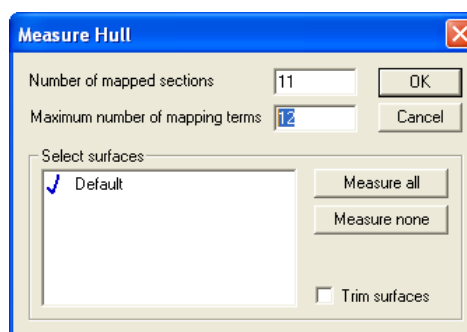 Measure Hull
Number of mapped sections 11 OK
Maximum number of mapping terms 12 Cancel
Select surfaces
Default Measure all
Measure none
Trim surfaces